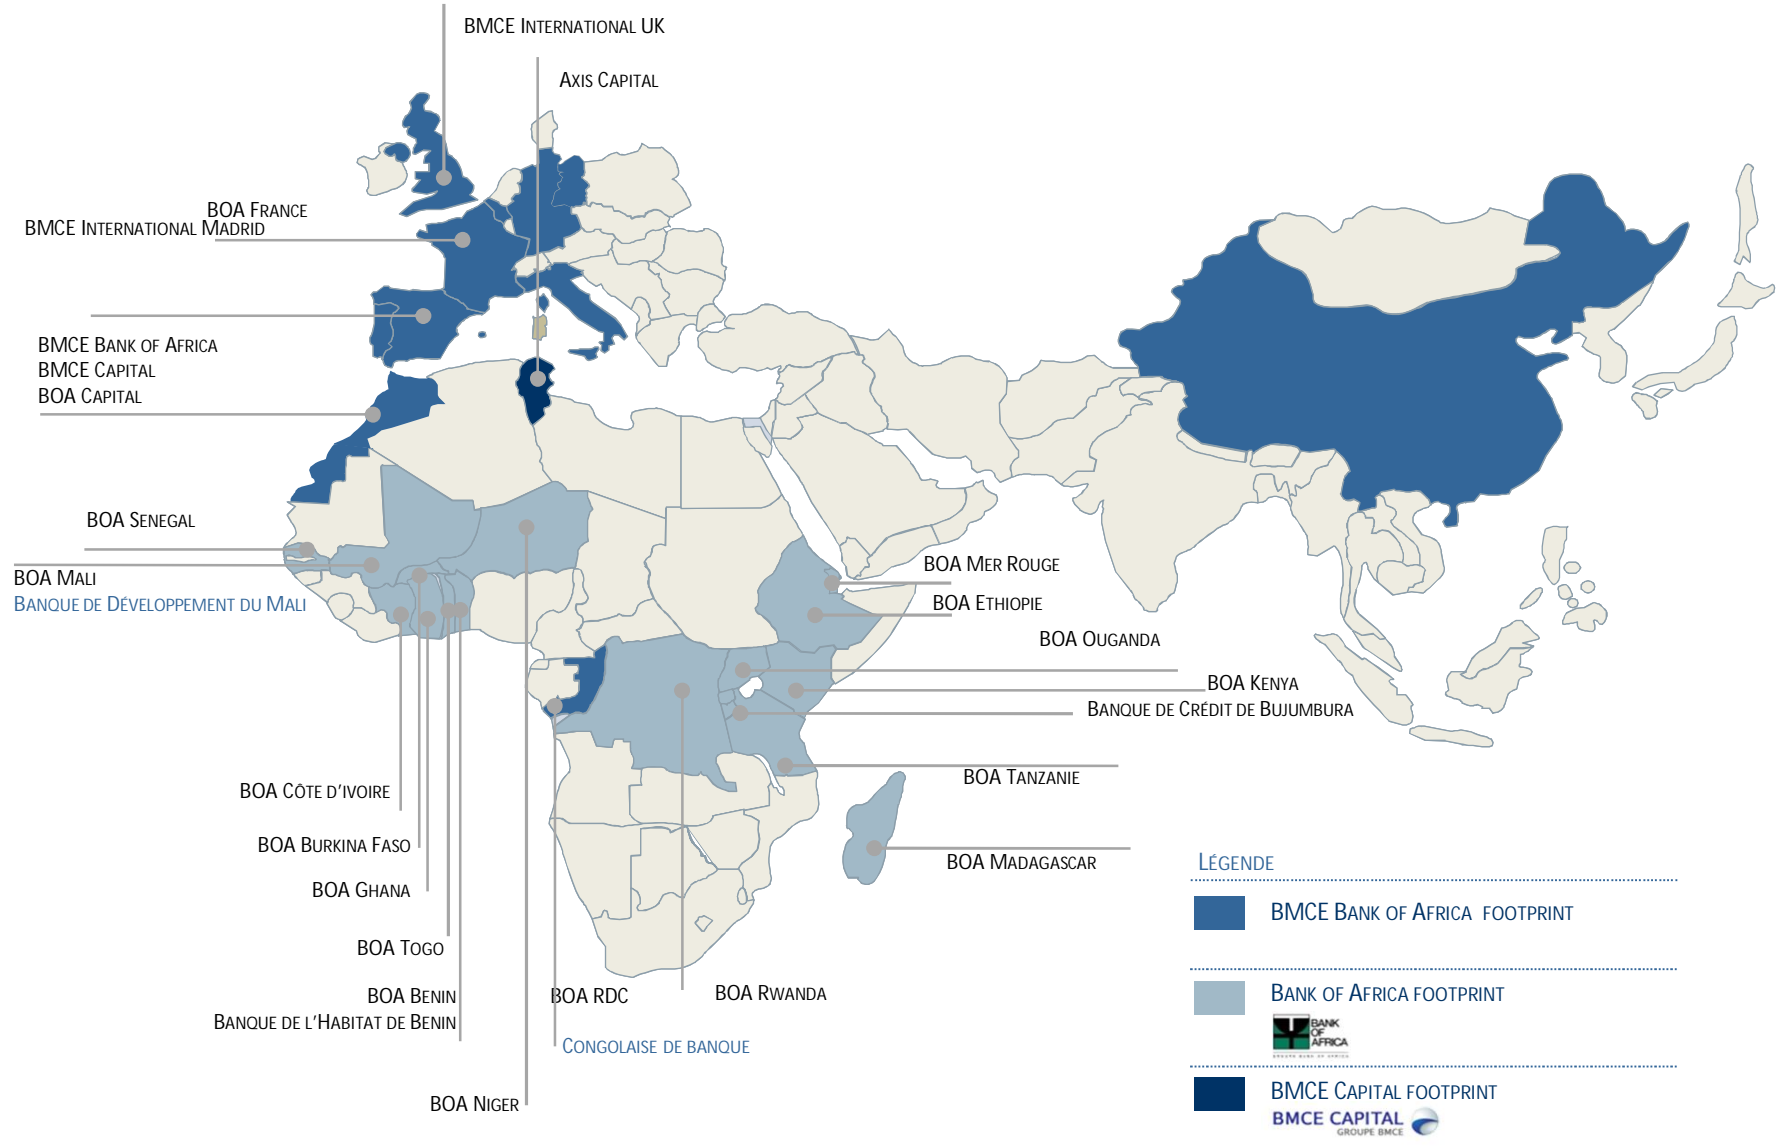 BMCE INTERNATIONAL UK
AXIS CAPITAL
BOA FRANCE
BMCE INTERNATIONAL MADRID
BMCE BANK OF AFRICA
BMCE CAPITAL
BOA CAPITAL
BOA SENEGAL
BOA MALI
BANQUE DE DÉVELOPPEMENT DU MALI
BOA MER ROUGE
BOA ETHIOPIE
BOA OUGANDA
BOA KENYA
BANQUE DE CRÉDIT DE BUJUMBURA
BOA TANZANIE
BOA MADAGASCAR
BOA CÔTE D'IVOIRE
BOA BURKINA FASO
BOA GHANA
BOA TOGO
BOA BENIN
BANQUE DE L'HABITAT DE BENIN
BOA RDC
BOA RWANDA
CONGOLAISE DE BANQUE
BOA NIGER
LÉGENDE
BMCE BANK OF AFRICA FOOTPRINT
BANK OF AFRICA FOOTPRINT
BANK
OF
AFRICA
GROUPE BANK OF AFRICA
BMCE CAPITAL FOOTPRINT
BMCE CAPITAL
GROUPE BMCE